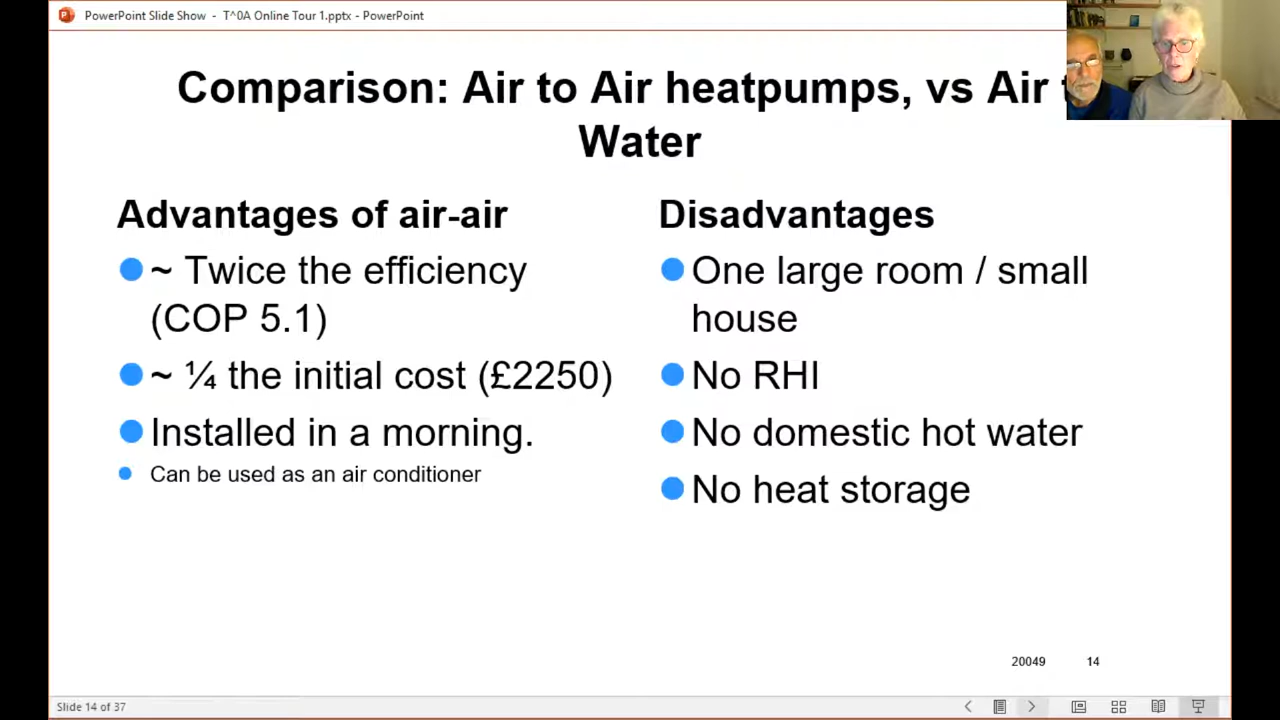 PowerPoint Slide Show - T^0A Online Tour 1.pptx - PowerPoint
Comparison: Air to Air heatpumps, vs Air
Water
Advantages of air-air
~ Twice the efficiency
(COP 5.1)
~ ¼ the initial cost (£2250)
Installed in a morning.
Can be used as an air conditioner
Disadvantages
One large room / small
house
No RHI
No domestic hot water
No heat storage
20049 14
Slide 14 of 37